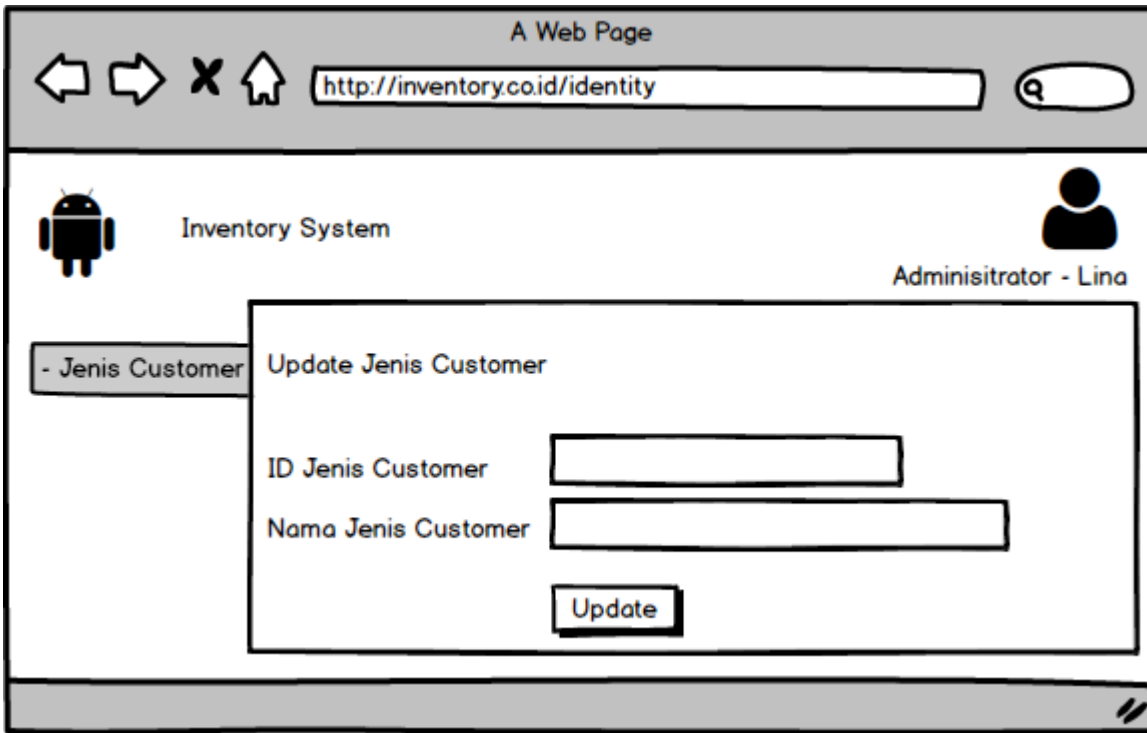 A Web Page
http://inventory.co.id/identity
Inventory System
Adminisitrator - Lina
- Jenis Customer
Update Jenis Customer
ID Jenis Customer
Nama Jenis Customer
Update